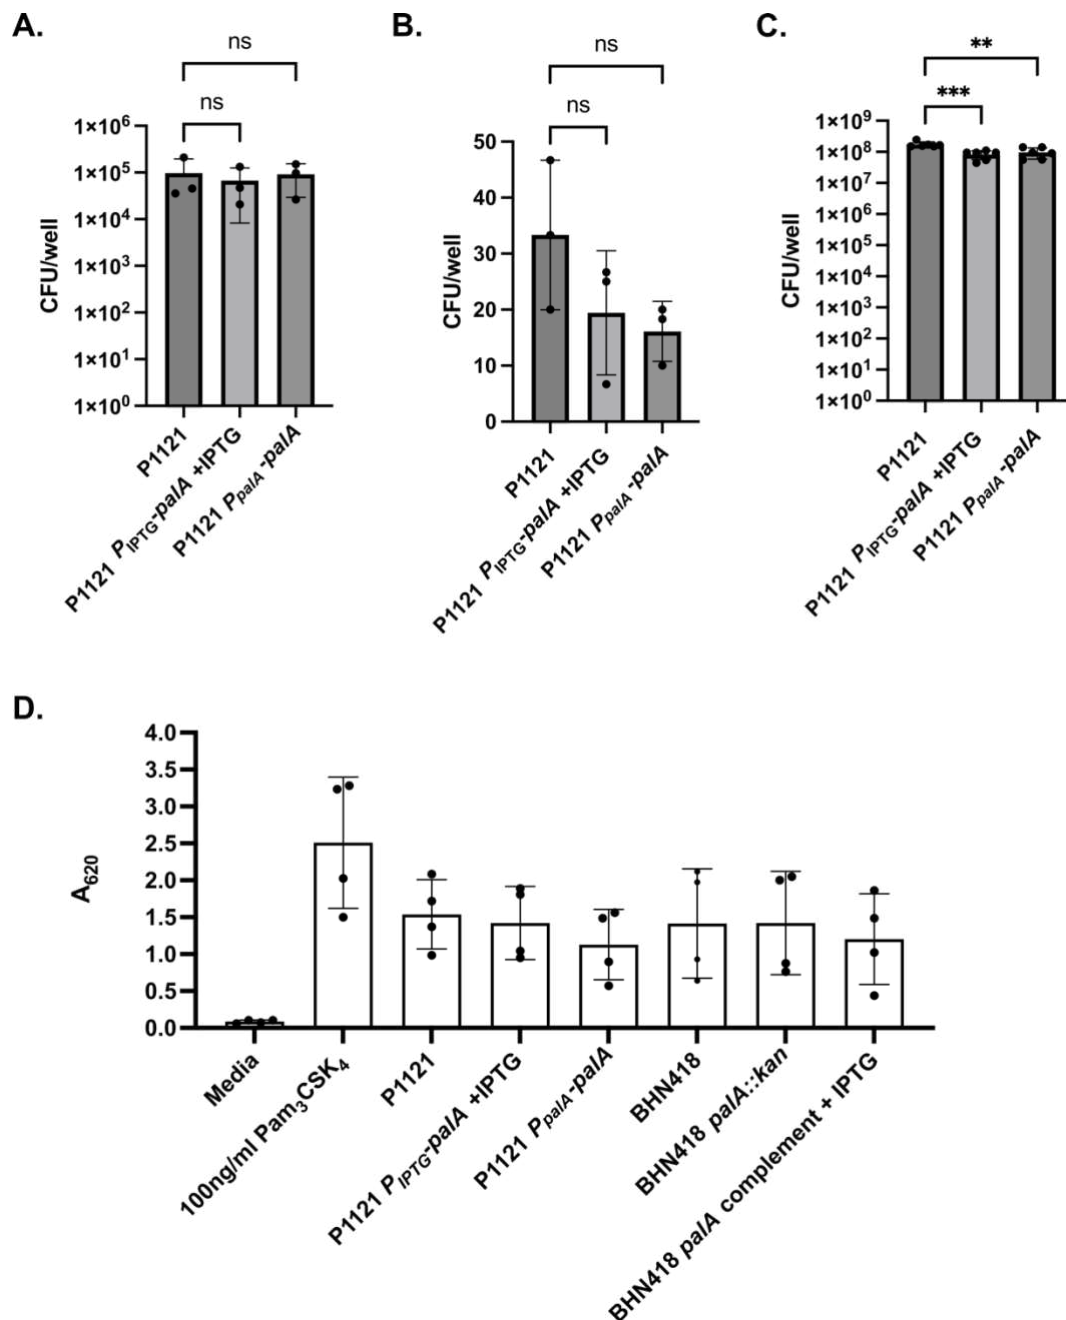 A.
ns
ns
1×10⁶
1×10⁵
1×10⁴
1×10³
1×10²
1×10¹
1×10⁰
CFU/well
P1121
P1121 P_IPTG-palA +IPTG
P1121 P_palA-palA
B.
ns
ns
50
40
30
20
10
0
CFU/well
P1121
P1121 P_IPTG-palA +IPTG
P1121 P_palA-palA
C.
**
***
1×10⁹
1×10⁸
1×10⁷
1×10⁶
1×10⁵
1×10⁴
1×10³
1×10²
1×10¹
1×10⁰
CFU/well
P1121
P1121 P_IPTG-palA +IPTG
P1121 P_palA-palA
D.
4.0
3.5
3.0
2.5
2.0
1.5
1.0
0.5
0.0
A₆₂₀
Media
100ng/ml Pam₃CSK₄
P1121
P1121 P_IPTG-palA +IPTG
P1121 P_palA-palA
BHN418
BHN418 palA::kan
BHN418 palA complement + IPTG